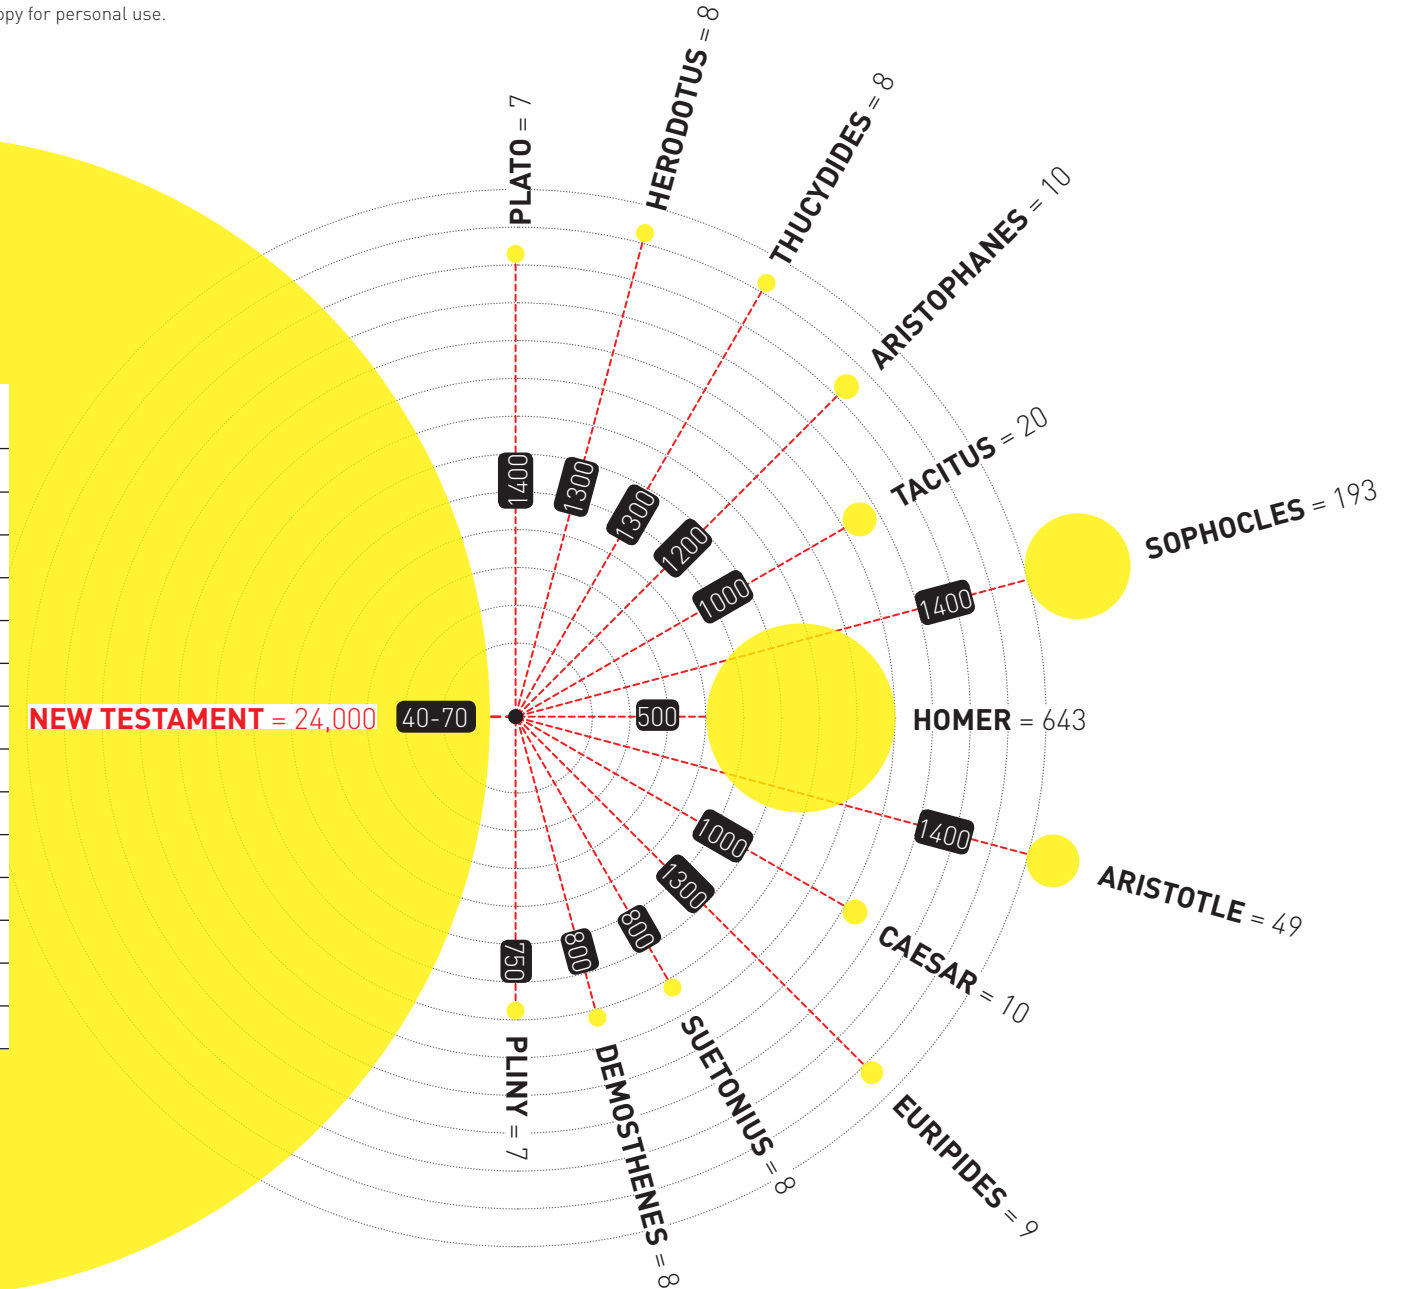 opy for personal use.
PLATO = 7
HERODOTUS = 8
THUCYDIDES = 8
ARISTOPHANES = 10
TACITUS = 20
SOPHOCLES = 193
HOMER = 643
ARISTOTLE = 49
CAESAR = 10
EURIPIDES = 9
SUETONIUS = 8
DEMOSTHENES = 8
PLINY = 7
NEW TESTAMENT = 24,000
40-70
1400
1300
1300
1200
1000
1400
500
1400
1000
1300
800
800
750